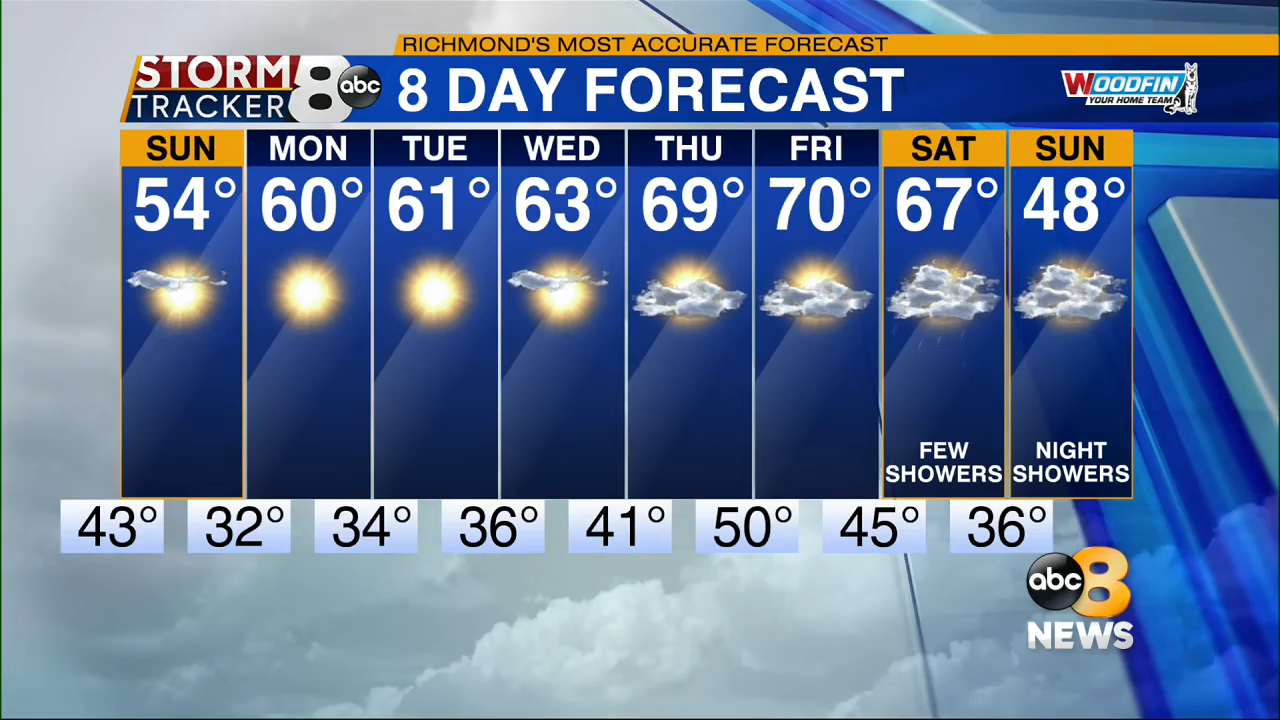 RICHMOND'S MOST ACCURATE FORECAST
STORM
TRACKER
8
abc
8 DAY FORECAST
WOODFIN
YOUR HOME TEAM
SUN MON TUE WED THU FRI SAT SUN
54° 60° 61° 63° 69° 70° 67° 48°
FEW
SHOWERS
NIGHT
SHOWERS
43° 32° 34° 36° 41° 50° 45° 36°
abc 8
NEWS